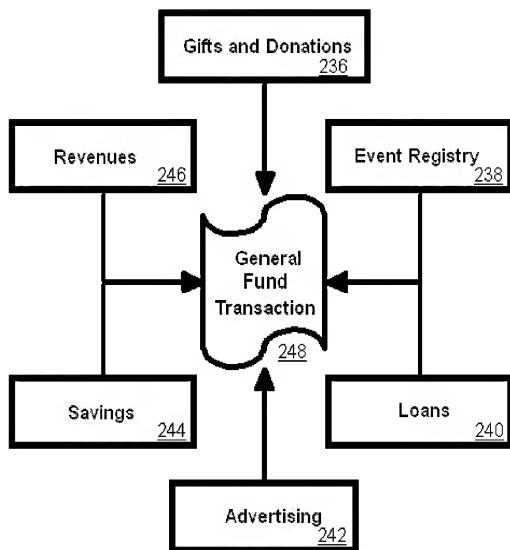 Gifts and Donations
236
Revenues
246
Event Registry
238
General
Fund
Transaction
248
Savings
244
Loans
240
Advertising
242